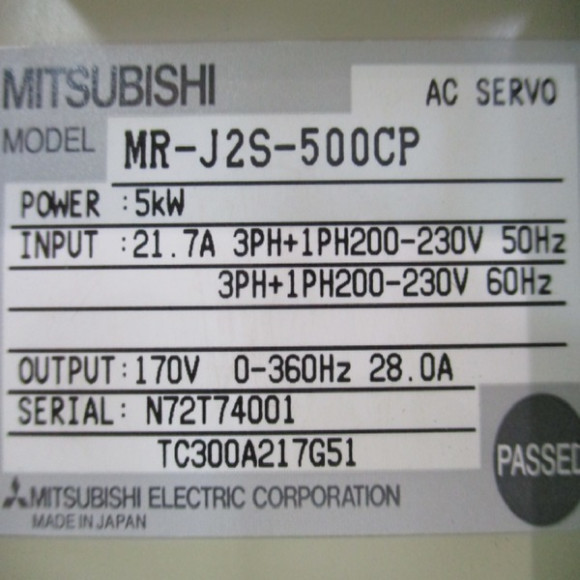 MITSUBISHI AC SERVO
MODEL MR-J2S-500CP
POWER :5kW
INPUT :21.7A 3PH+1PH200-230V 50Hz
3PH+1PH200-230V 60Hz
OUTPUT:170V 0-360Hz 28.0A
SERIAL: N72T74001
TC300A217G51
PASSED
MITSUBISHI ELECTRIC CORPORATION
MADE IN JAPAN